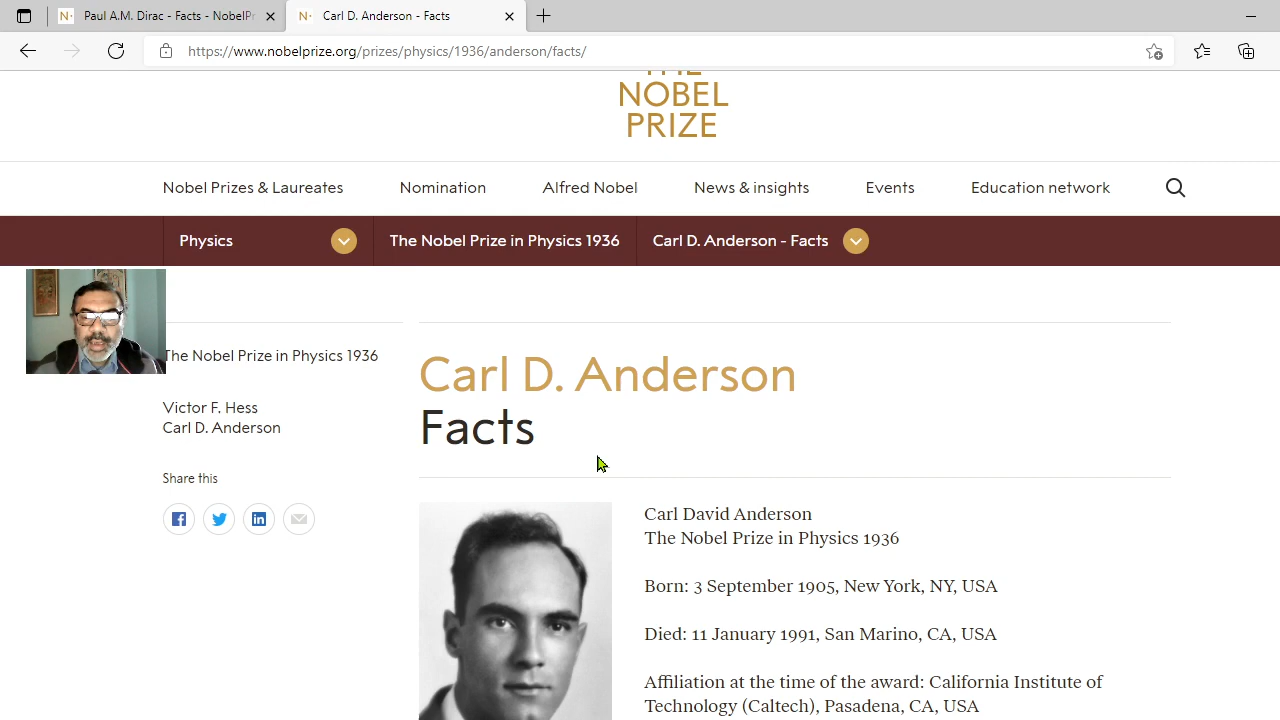 Paul A.M. Dirac - Facts - NobelPr
Carl D. Anderson - Facts
https://www.nobelprize.org/prizes/physics/1936/anderson/facts/
NOBEL
PRIZE
Nobel Prizes & Laureates
Nomination
Alfred Nobel
News & insights
Events
Education network
Physics
The Nobel Prize in Physics 1936
Carl D. Anderson - Facts
The Nobel Prize in Physics 1936
Victor F. Hess
Carl D. Anderson
Share this
Carl D. Anderson
Facts
Carl David Anderson
The Nobel Prize in Physics 1936
Born: 3 September 1905, New York, NY, USA
Died: 11 January 1991, San Marino, CA, USA
Affiliation at the time of the award: California Institute of
Technology (Caltech), Pasadena, CA, USA